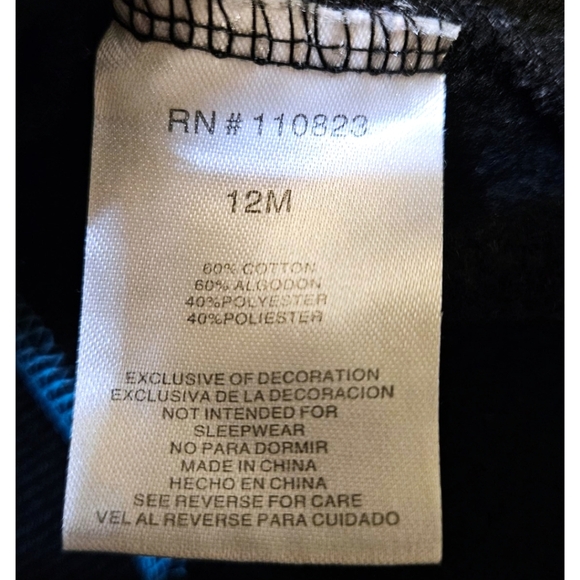 RN # 110823
12M
60% COTTON
60% ALGODON
40%POLYESTER
40%POLIESTER
EXCLUSIVE OF DECORATION
EXCLUSIVA DE LA DECORACION
NOT INTENDED FOR
SLEEPWEAR
NO PARA DORMIR
MADE IN CHINA
HECHO EN CHINA
SEE REVERSE FOR CARE
VEL AL REVERSE PARA CUIDADO